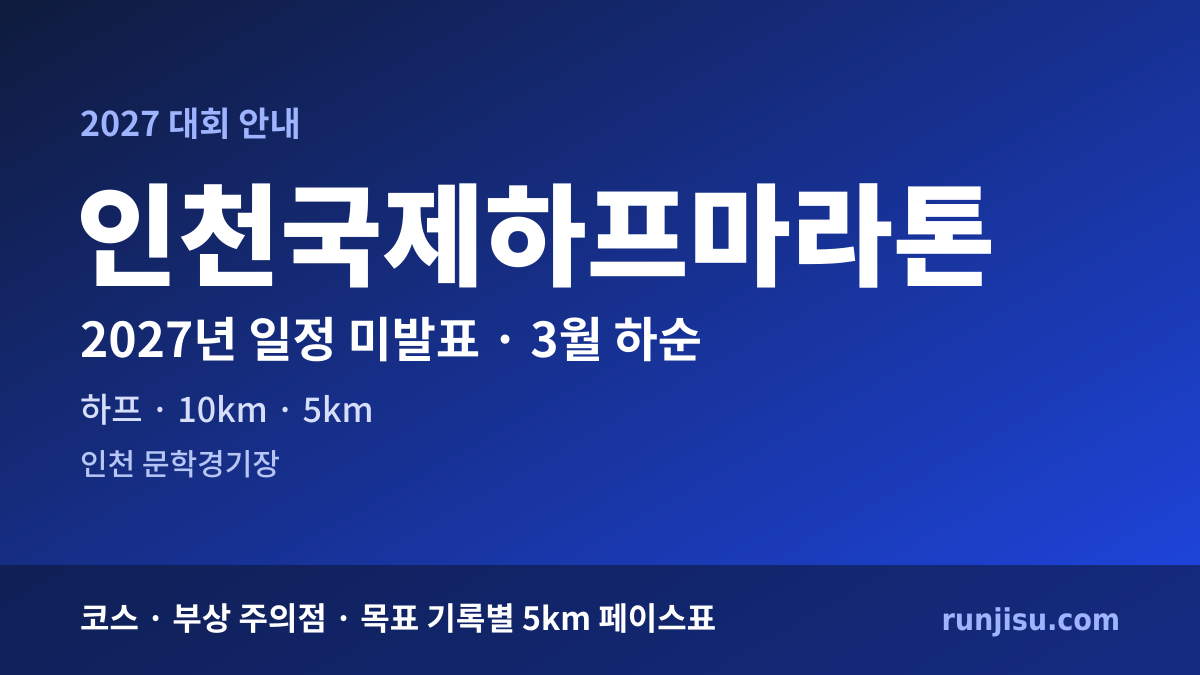 2027 대회 안내
인천국제하프마라톤
2027년 일정 미발표 · 3월 하순
하프 · 10km · 5km
인천 문학경기장
코스 · 부상 주의점 · 목표 기록별 5km 페이스표
runjisu.com